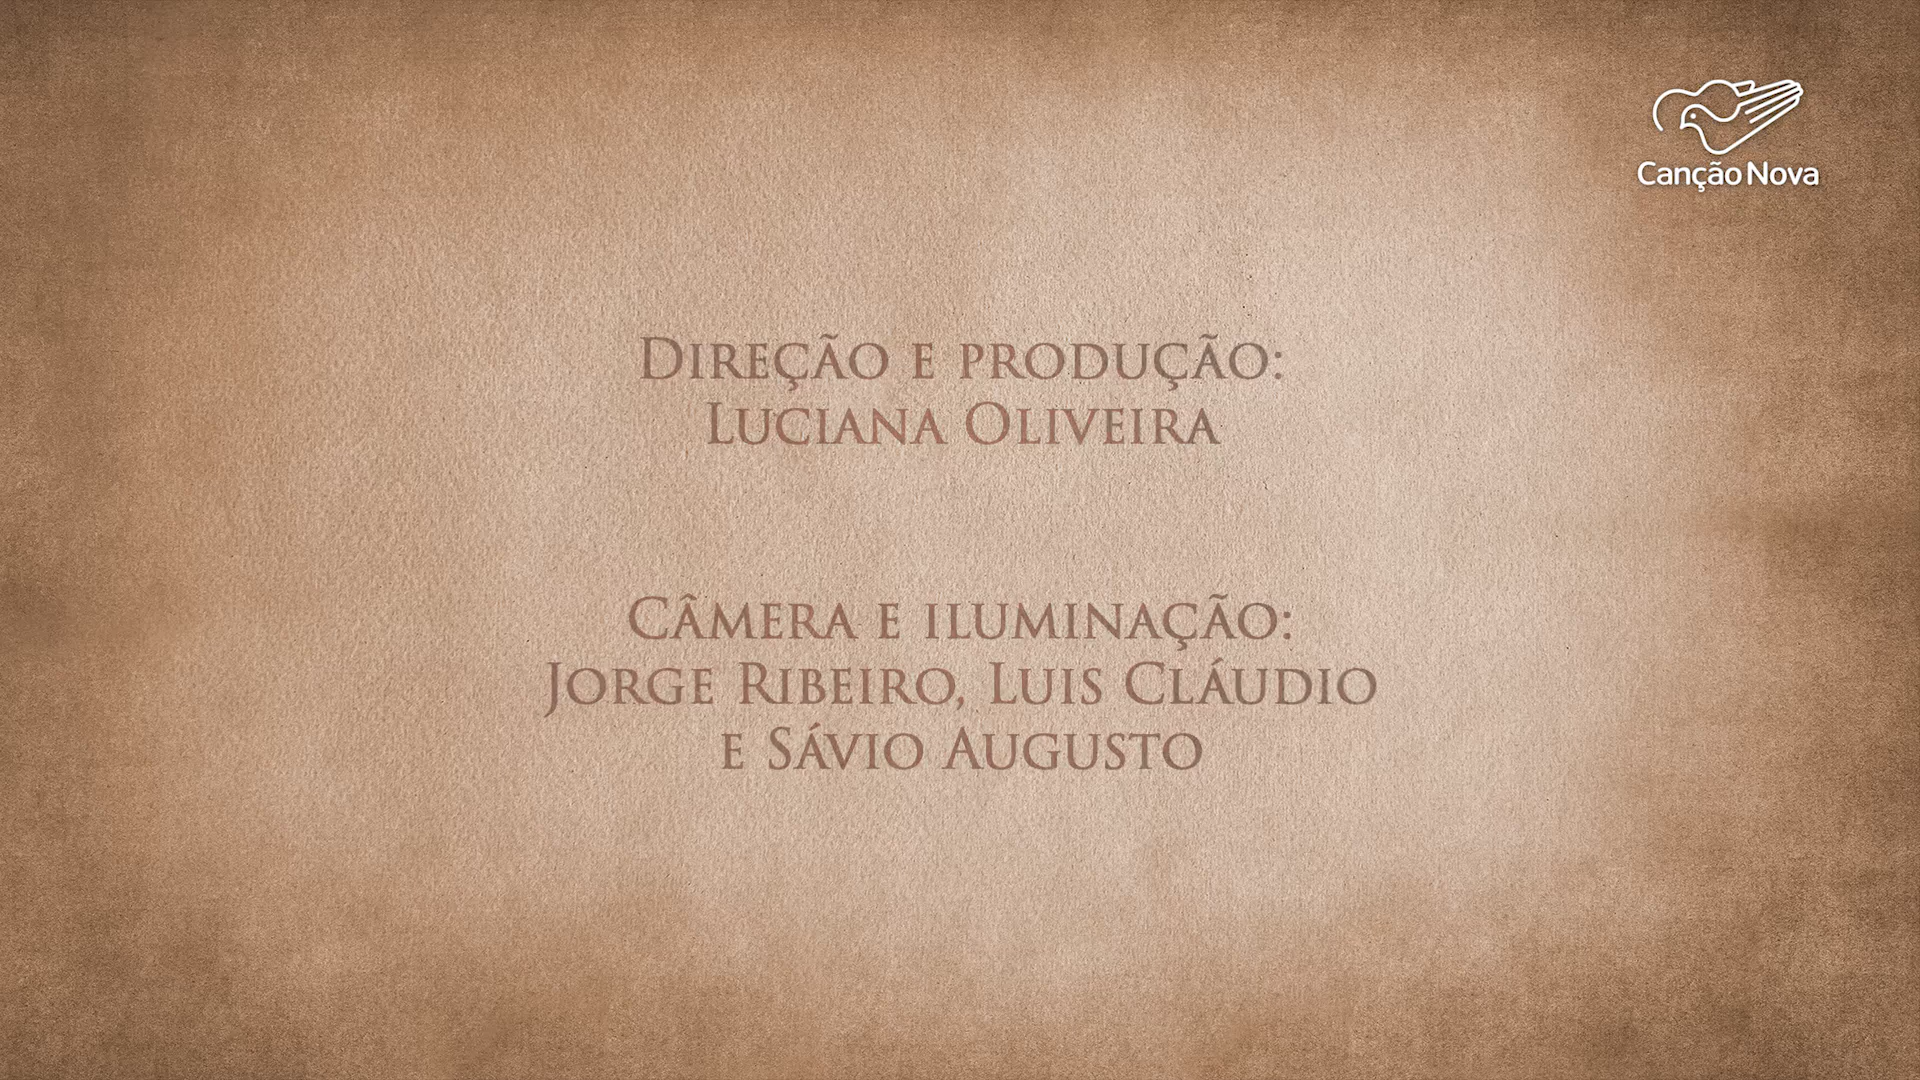 Canção Nova
Direção e produção:
Luciana Oliveira
Câmera e iluminação:
Jorge Ribeiro, Luis Cláudio
e Sávio Augusto